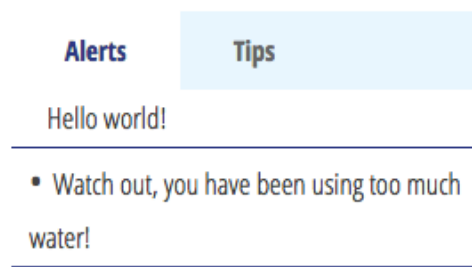 Alerts Tips
Hello world!
• Watch out, you have been using too much
water!